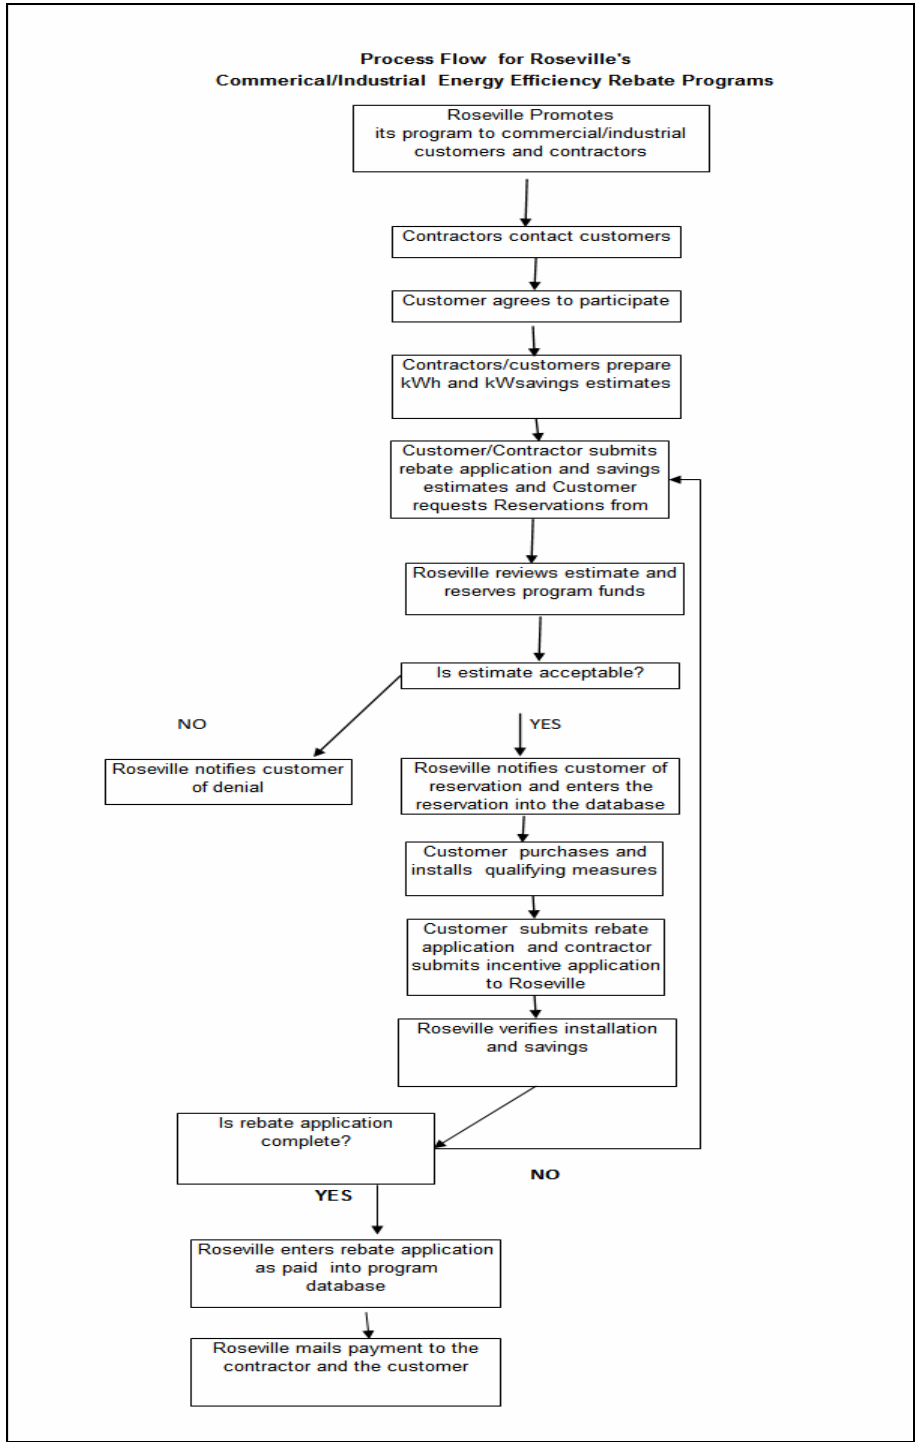 Process Flow for Roseville's
Commerical/Industrial Energy Efficiency Rebate Programs
Roseville Promotes
its program to commercial/industrial
customers and contractors
Contractors contact customers
Customer agrees to participate
Contractors/customers prepare
kWh and kWsavings estimates
Customer/Contractor submits
rebate application and savings
estimates and Customer
requests Reservations from
Roseville reviews estimate and
reserves program funds
Is estimate acceptable?
NO
YES
Roseville notifies customer
of denial
Roseville notifies customer of
reservation and enters the
reservation into the database
Customer purchases and
installs qualifying measures
Customer submits rebate
application and contractor
submits incentive application
to Roseville
Roseville verifies installation
and savings
Is rebate application
complete?
NO
YES
Roseville enters rebate application
as paid into program
database
Roseville mails payment to the
contractor and the customer